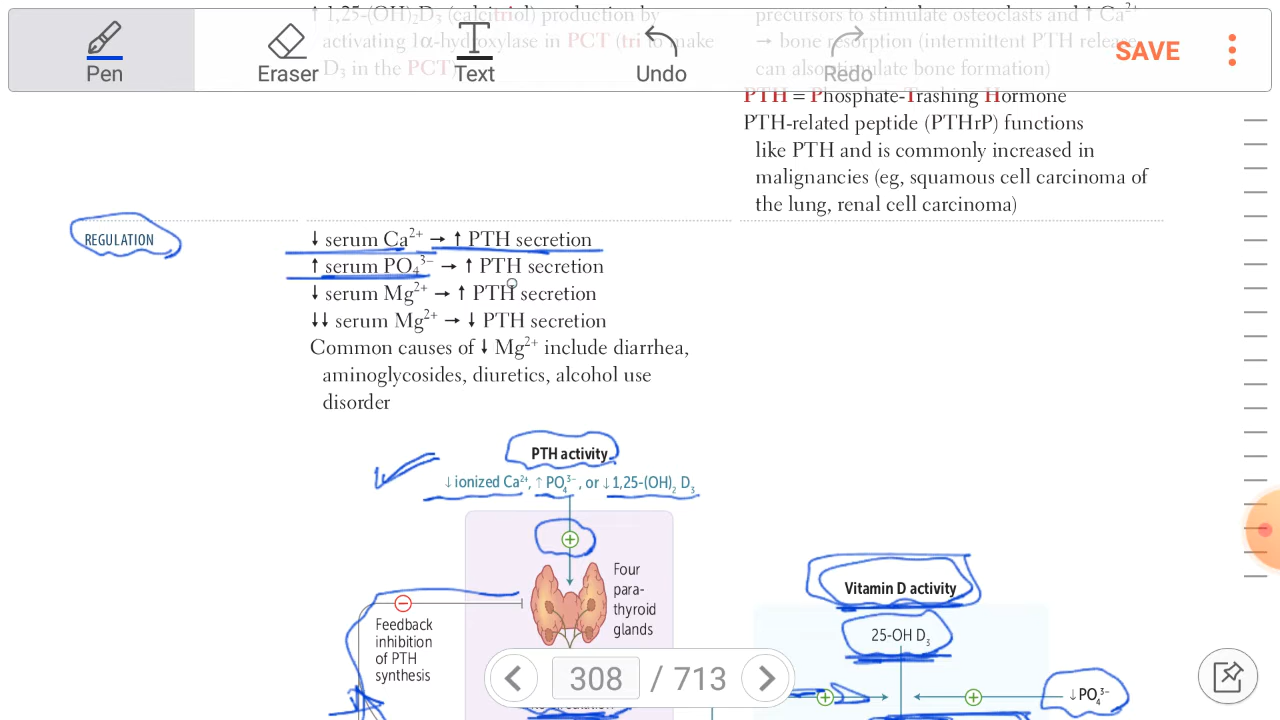 ↑ 1,25-(OH)2D3 (calcitriol) production by
activating 1α-hydroxylase in PCT (tri to make
D3 in the PCT)
precursors to stimulate osteoclasts and ↑ Ca2+
→ bone resorption (intermittent PTH release
can also stimulate bone formation)
Pen
Eraser
Text
Undo
Redo
SAVE
PTH = Phosphate-Trashing Hormone
PTH-related peptide (PTHrP) functions
like PTH and is commonly increased in
malignancies (eg, squamous cell carcinoma of
the lung, renal cell carcinoma)
REGULATION
↓ serum Ca2+ → ↑ PTH secretion
↑ serum PO43– → ↑ PTH secretion
↓ serum Mg2+ → ↑ PTH secretion
↓↓ serum Mg2+ → ↓ PTH secretion
Common causes of ↓ Mg2+ include diarrhea,
aminoglycosides, diuretics, alcohol use
disorder
PTH activity
↓ ionized Ca2+, ↑ PO43–, or ↓ 1,25-(OH)2 D3
Four
para-
thyroid
glands
Feedback
inhibition
of PTH
synthesis
Vitamin D activity
25-OH D3
↓ PO43–
308 / 713